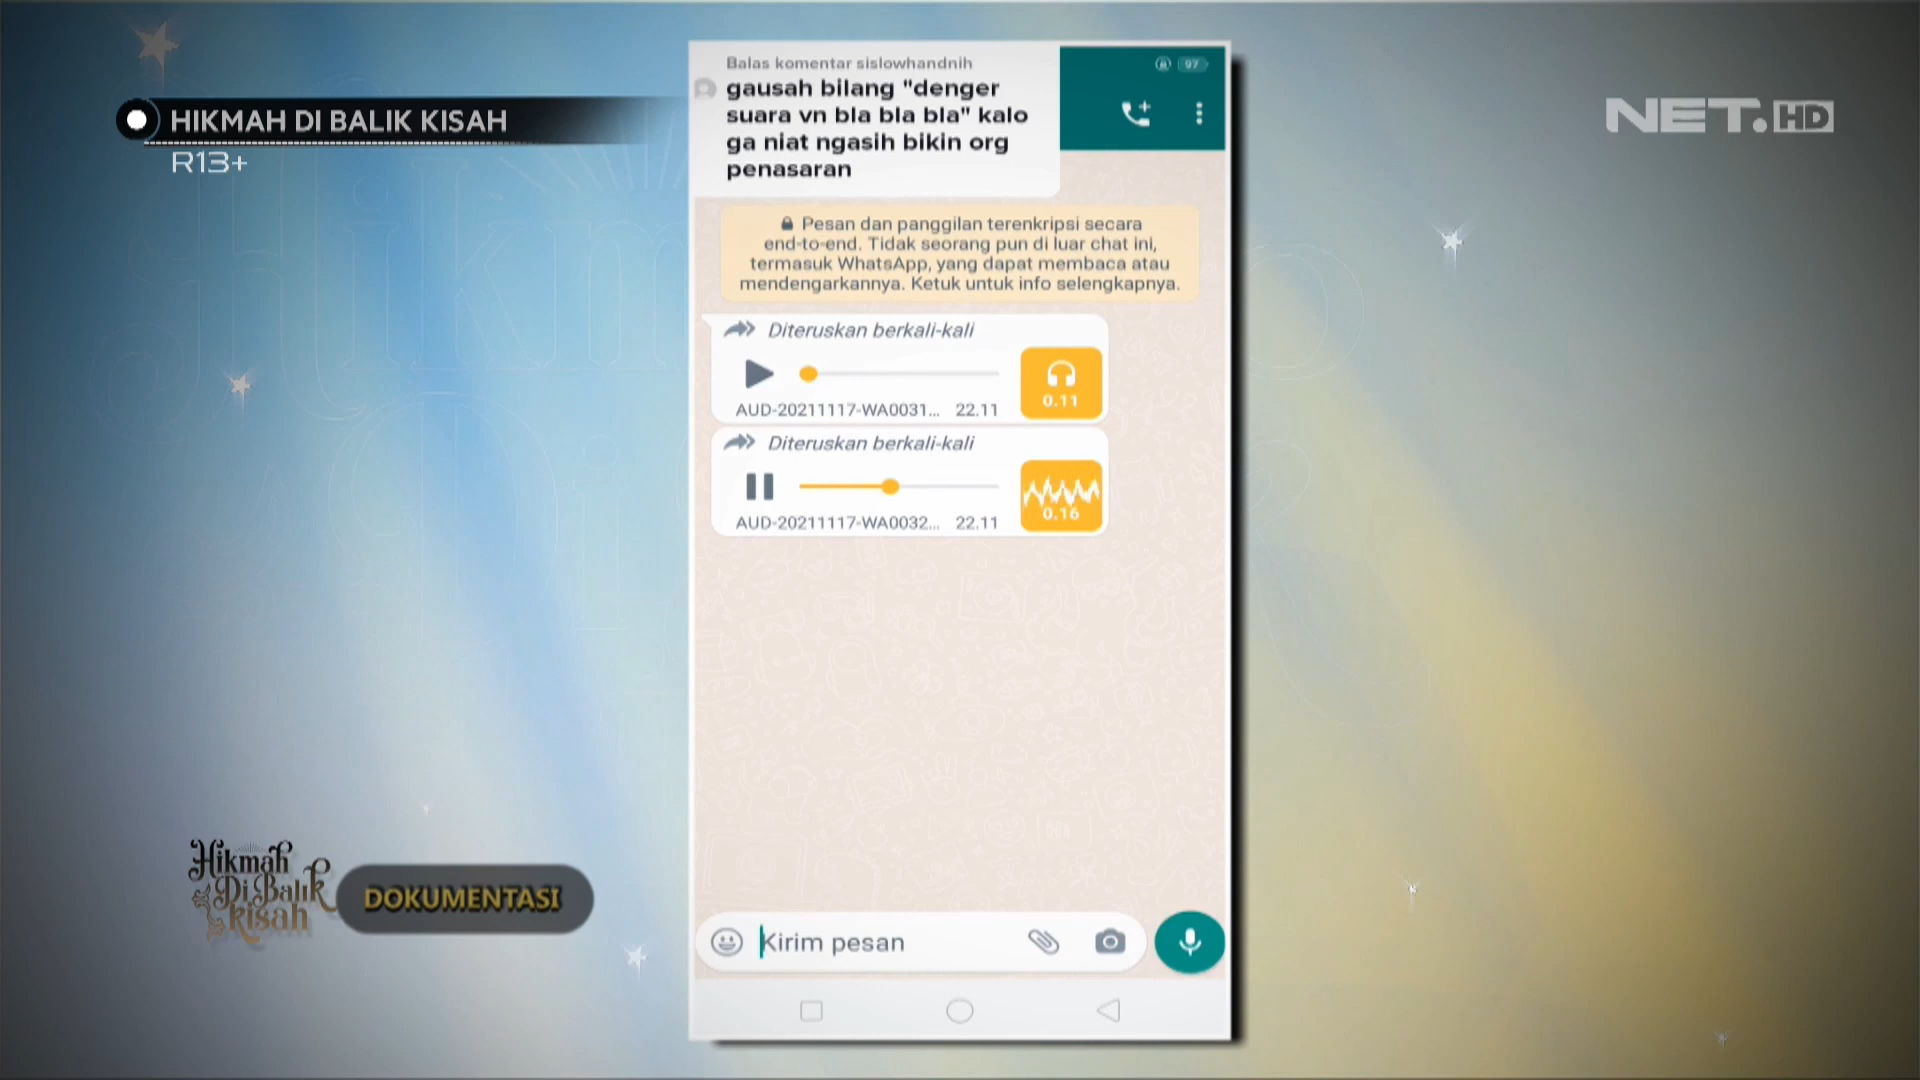 HIKMAH DI BALIK KISAH
R13+
NET.HD
Balas komentar sislowhandnih
gausah bilang "denger
suara vn bla bla bla" kalo
ga niat ngasih bikin org
penasaran
97
Pesan dan panggilan terenkripsi secara
end-to-end. Tidak seorang pun di luar chat ini,
termasuk WhatsApp, yang dapat membaca atau
mendengarkannya. Ketuk untuk info selengkapnya.
Diteruskan berkali-kali
0.11
AUD-20211117-WA0031... 22.11
Diteruskan berkali-kali
0.16
AUD-20211117-WA0032... 22.11
Hikmah
Di Balik
kisah
DOKUMENTASI
Kirim pesan